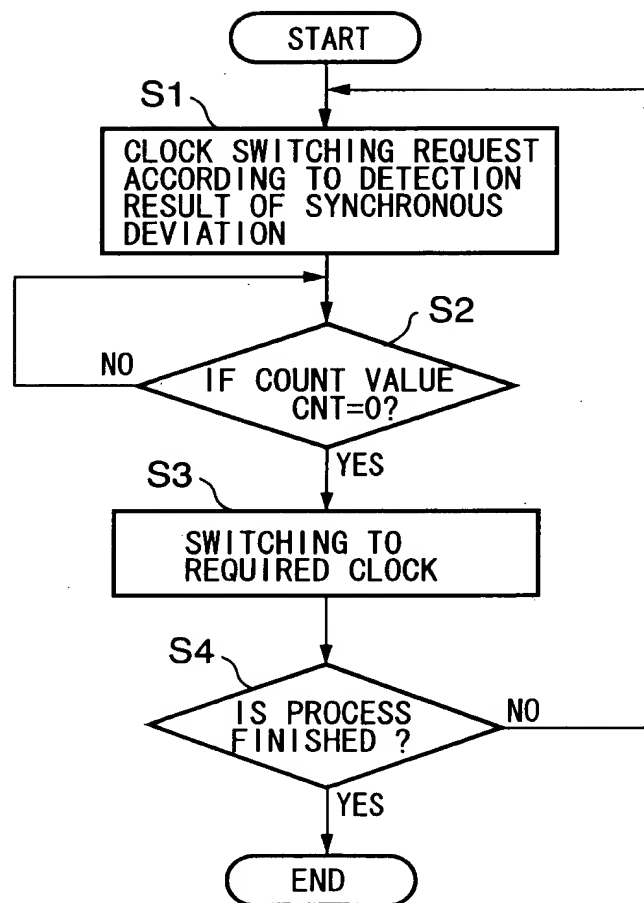 START
S1
CLOCK SWITCHING REQUEST
ACCORDING TO DETECTION
RESULT OF SYNCHRONOUS
DEVIATION
S2
NO
IF COUNT VALUE
CNT=0?
YES
S3
SWITCHING TO
REQUIRED CLOCK
S4
IS PROCESS
FINISHED ?
NO
YES
END